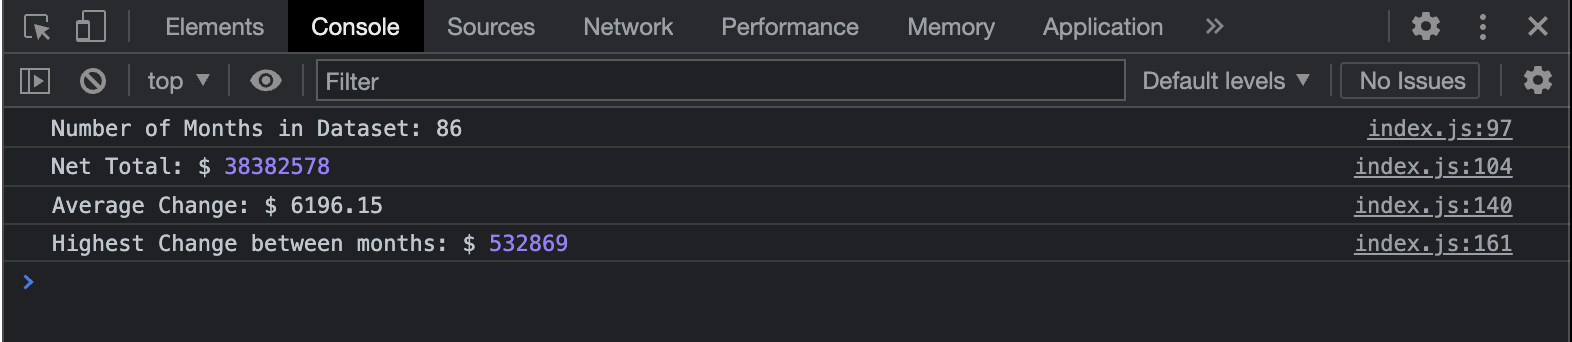 Elements Console Sources Network Performance Memory Application
top Filter Default levels No Issues
Number of Months in Dataset: 86 index.js:97
Net Total: $ 38382578 index.js:104
Average Change: $ 6196.15 index.js:140
Highest Change between months: $ 532869 index.js:161